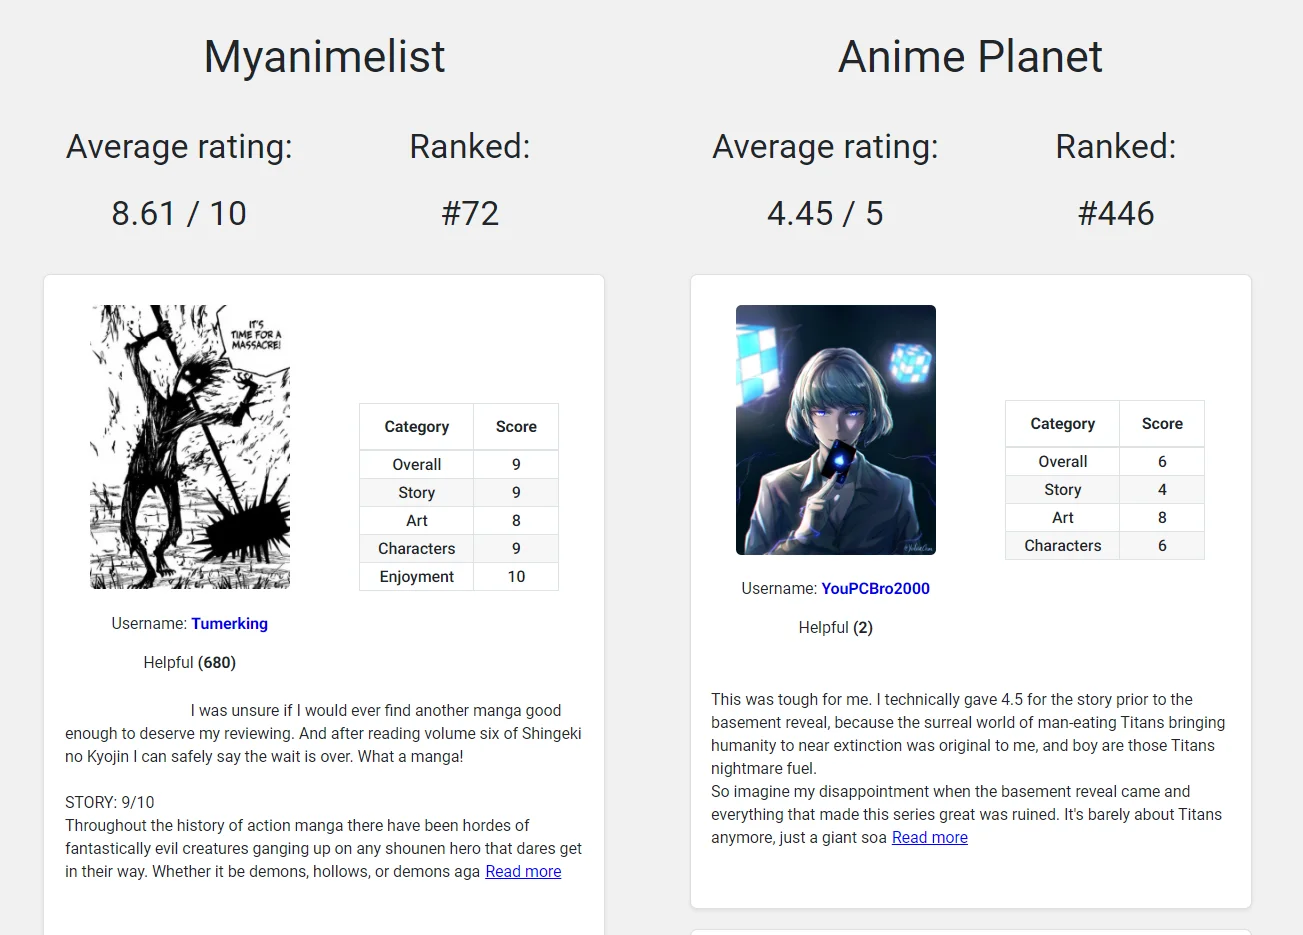 Myanimelist
Average rating:
Ranked:
8.61 / 10
#72
IT'S
TIME FOR A
MASSACRE!
Category Score
Overall 9
Story 9
Art 8
Characters 9
Enjoyment 10
Username: Tumerking
Helpful (680)
I was unsure if I would ever find another manga good
enough to deserve my reviewing. And after reading volume six of Shingeki
no Kyojin I can safely say the wait is over. What a manga!
STORY: 9/10
Throughout the history of action manga there have been hordes of
fantastically evil creatures ganging up on any shounen hero that dares get
in their way. Whether it be demons, hollows, or demons aga Read more
Anime Planet
Average rating:
Ranked:
4.45 / 5
#446
Category Score
Overall 6
Story 4
Art 8
Characters 6
Username: YouPCBro2000
Helpful (2)
This was tough for me. I technically gave 4.5 for the story prior to the
basement reveal, because the surreal world of man-eating Titans bringing
humanity to near extinction was original to me, and boy are those Titans
nightmare fuel.
So imagine my disappointment when the basement reveal came and
everything that made this series great was ruined. It's barely about Titans
anymore, just a giant soa Read more